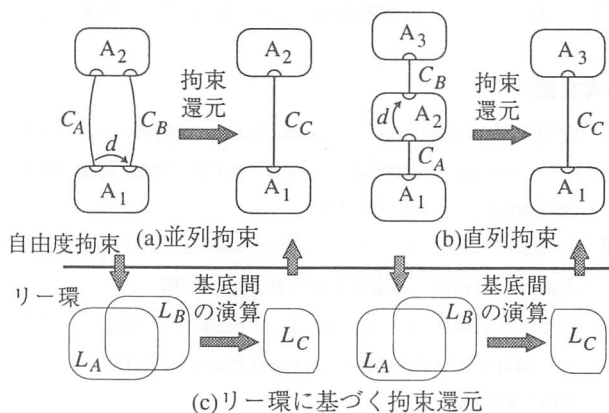 A2
CA
CB
d
A1
拘束
還元
A2
CC
A1
(a)並列拘束
A3
CB
d
A2
CA
A1
拘束
還元
A3
CC
A1
(b)直列拘束
自由度拘束
リー環
LA
LB
基底間
の演算
LC
LA
LB
基底間
の演算
LC
(c)リー環に基づく拘束還元